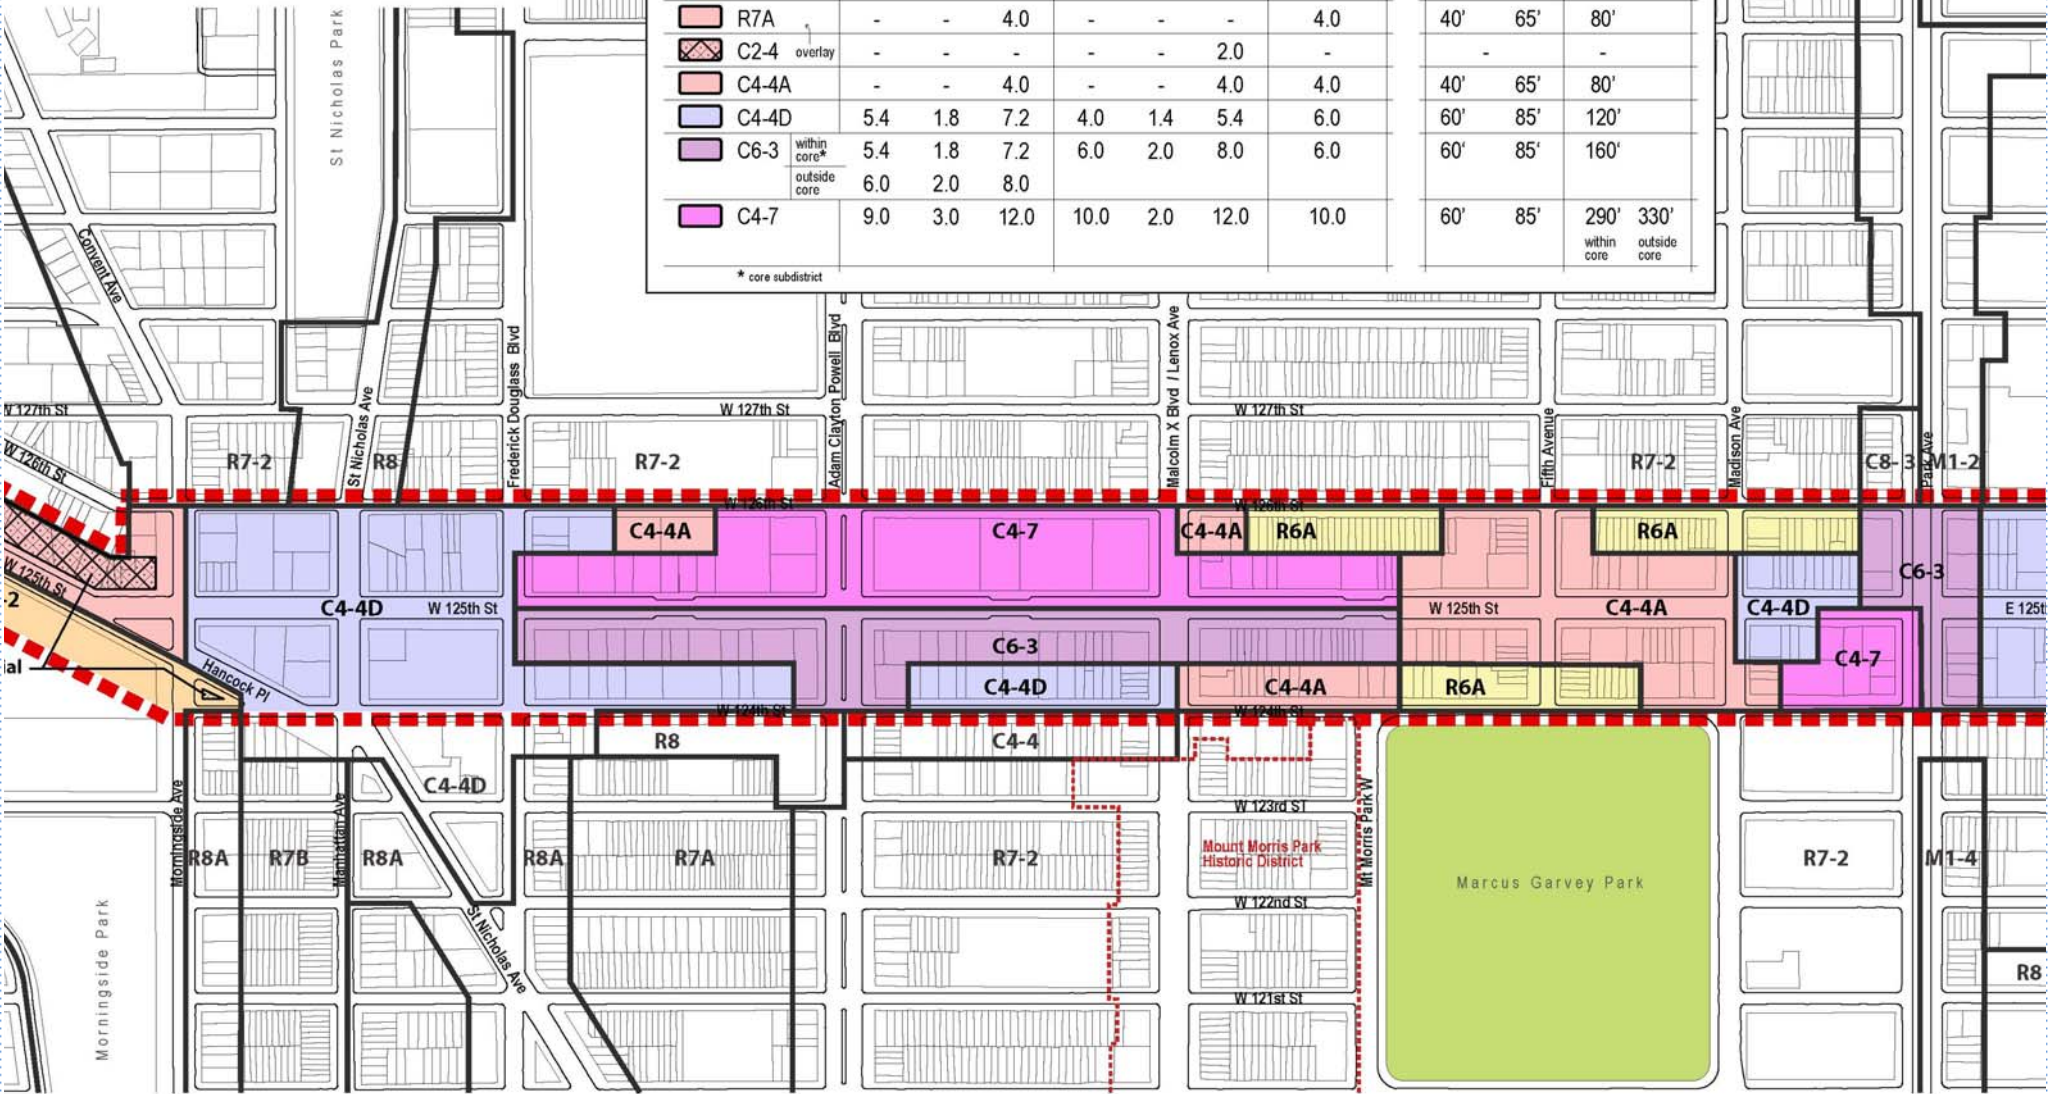 R7A - - 4.0 - - - 4.0 40' 65' 80'
C2-4 overlay - - - - - 2.0 - - -
C4-4A - - 4.0 - - 4.0 4.0 40' 65' 80'
C4-4D 5.4 1.8 7.2 4.0 1.4 5.4 6.0 60' 85' 120'
C6-3 within core* 5.4 1.8 7.2 6.0 2.0 8.0 6.0 60' 85' 160'
outside core 6.0 2.0 8.0
C4-7 9.0 3.0 12.0 10.0 2.0 12.0 10.0 60' 85' 290' 330'
within core outside core
* core subdistrict
St Nicholas Park
Convent Ave
Frederick Douglass Blvd
Adam Clayton Powell Blvd
Malcolm X Blvd / Lenox Ave
St Nicholas Ave
Fifth Avenue
Madison Ave
Park Ave
W 127th St
W 127th St
W 127th St
W 126th St
R7-2
R8
R7-2
R7-2
C8-3
M1-2
W 126th St
W 126th St
C4-4A
C4-7
C4-4A
R6A
R6A
C6-3
W 125th St
-2
C4-4D
W 125th St
W 125th St
C4-4A
C4-4D
E 125t
C6-3
C4-7
ial
Hancock Pl
C4-4D
C4-4A
R6A
W 124th St
W 124th St
R8
C4-4
C4-4D
W 123rd ST
Morningside Ave
Manhattan Ave
Mt Morris Park W
R8A
R7B
R8A
R8A
R7A
R7-2
Mount Morris Park
Historic District
Marcus Garvey Park
R7-2
M1-4
W 122nd St
St Nicholas Ave
Morningside Park
R8
W 121st St